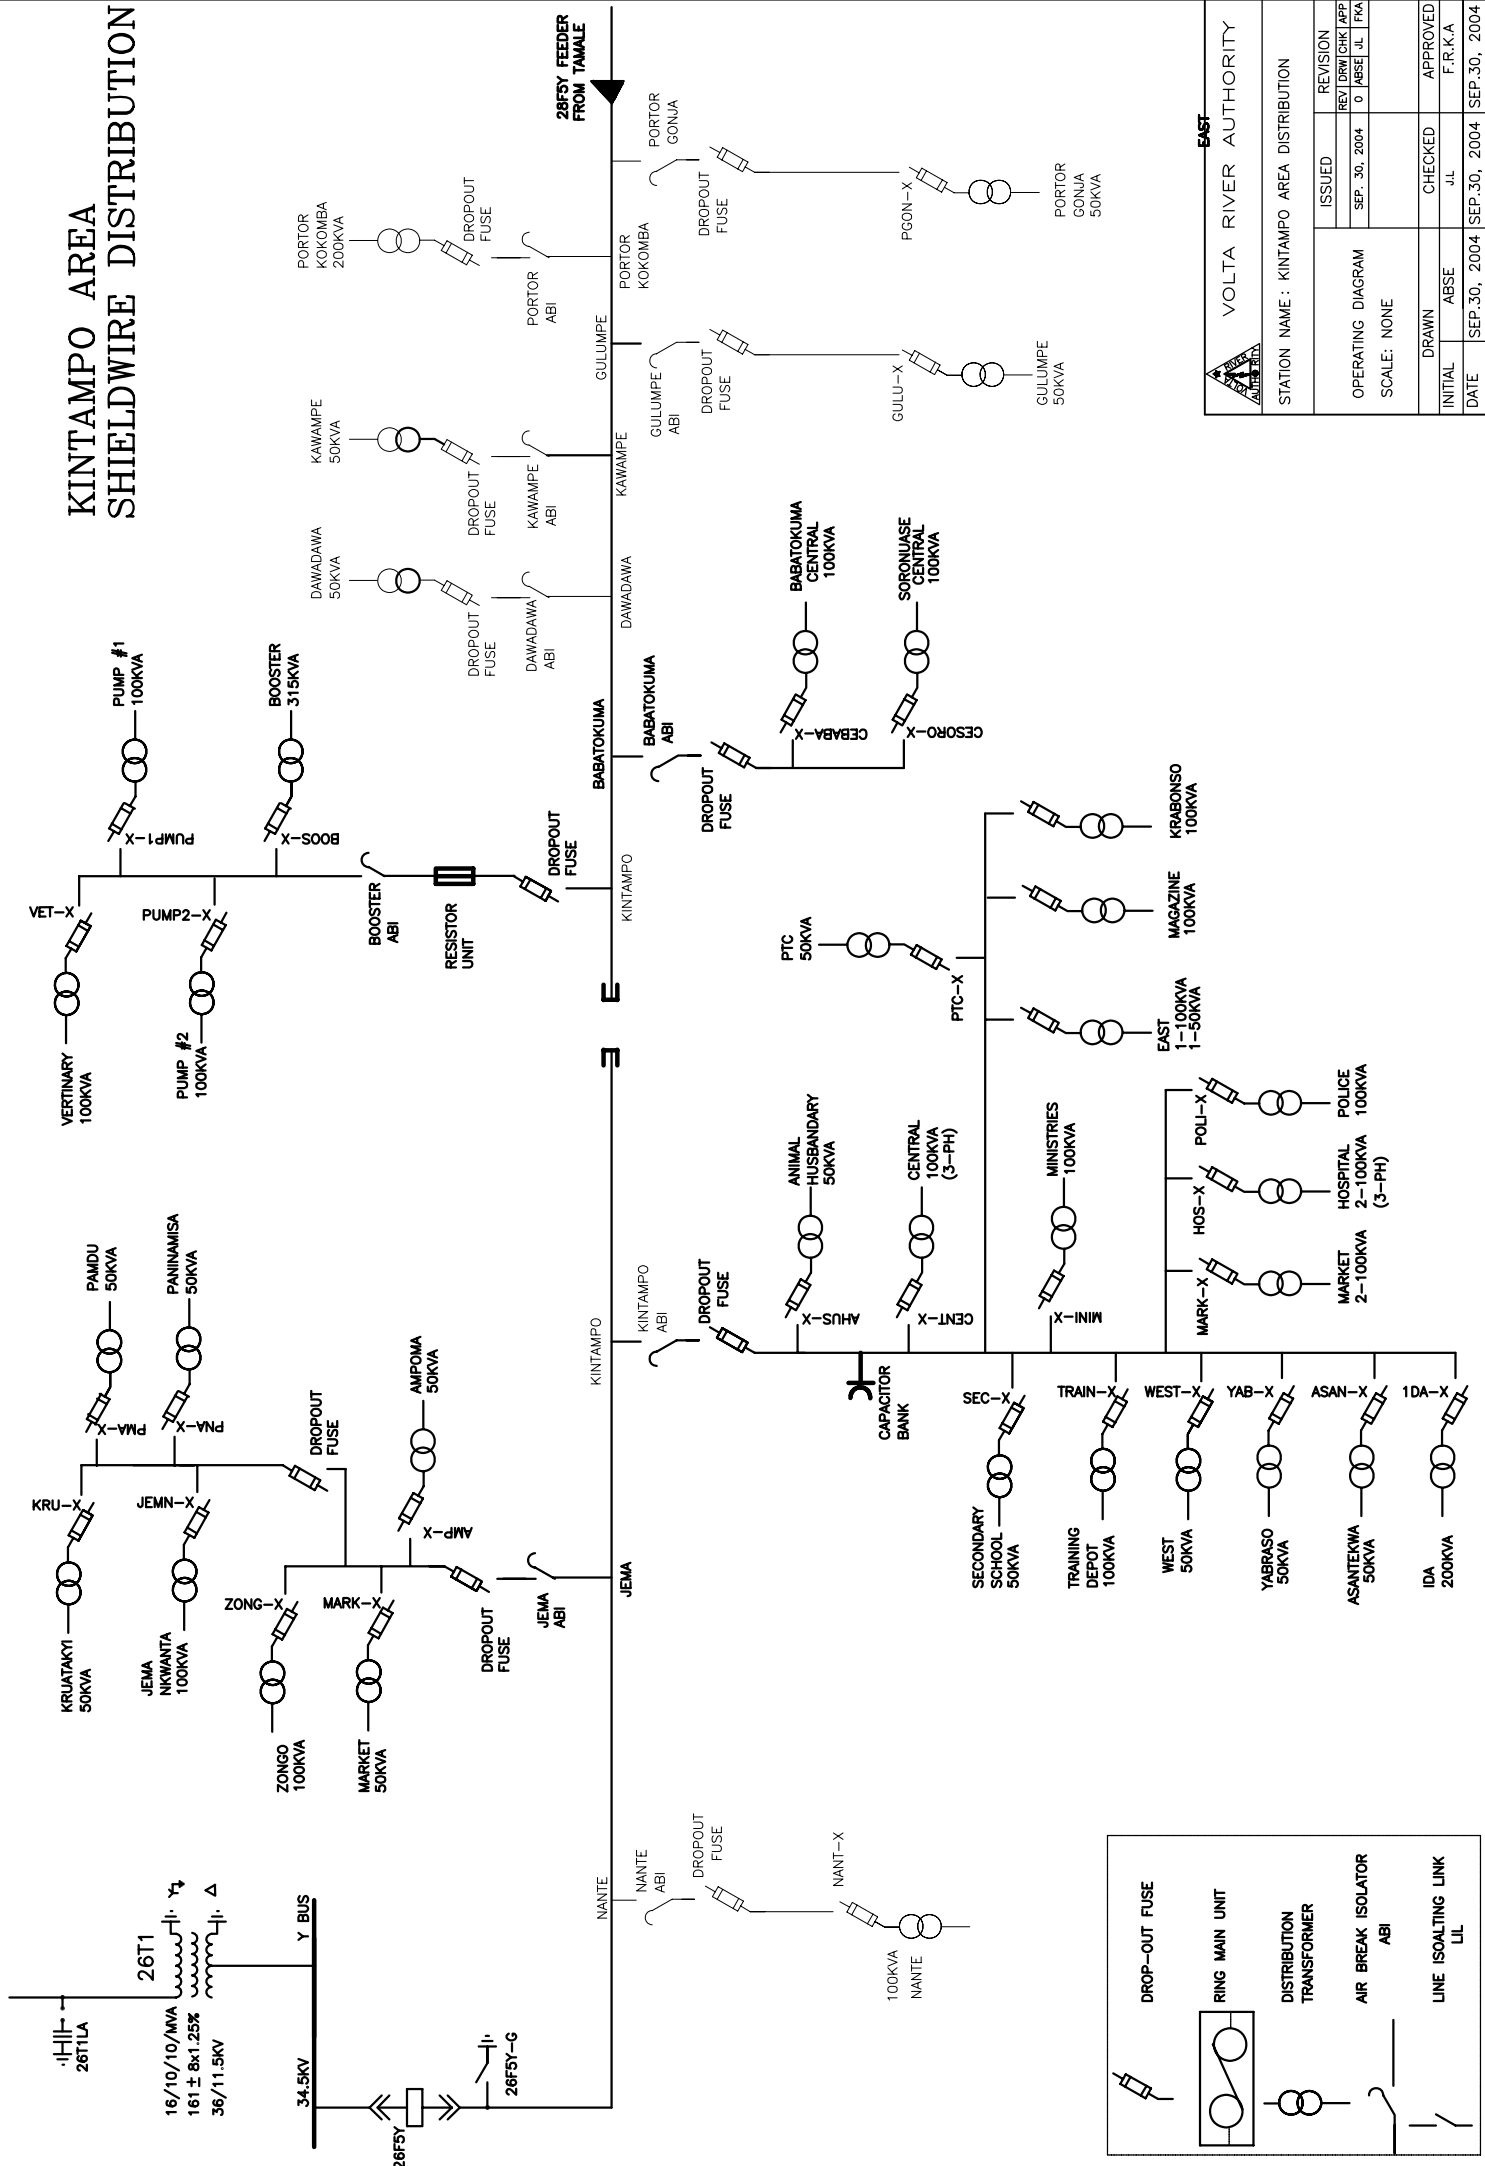 KINTAMPO AREA
SHIELDWIRE DISTRIBUTION
26T1LA
26T1
16/10/10/MVA
161± 8x1.25%
36/11.5KV
34.5KV
Y BUS
26F5Y
26F5Y-G
KRUATAKYI
50KVA
KRU-X
PAMDU
50KVA
PMA-X
JEMA
NKWANTA
100KVA
JEMN-X
PANINAMISA
50KVA
PNA-X
DROPOUT
FUSE
ZONGO
100KVA
ZONG-X
MARKET
50KVA
MARK-X
AMPOMA
50KVA
AMP-X
DROPOUT
FUSE
JEMA
ABI
JEMA
VERTINARY
100KVA
VET-X
PUMP #1
100KVA
PUMP1-X
PUMP #2
100KVA
PUMP2-X
BOOSTER
315KVA
BOOS-X
BOOSTER
ABI
RESISTOR
UNIT
DROPOUT
FUSE
KINTAMPO
DAWADAWA
50KVA
DROPOUT
FUSE
DAWADAWA
ABI
DAWADAWA
KAWAMPE
50KVA
DROPOUT
FUSE
KAWAMPE
ABI
KAWAMPE
PORTOR
KOKOMBA
200KVA
DROPOUT
FUSE
PORTOR
ABI
PORTOR
KOKOMBA
28F5Y FEEDER
FROM TAMALE
NANTE
NANTE
ABI
DROPOUT
FUSE
NANT-X
100KVA
NANTE
KINTAMPO
KINTAMPO
ABI
DROPOUT
FUSE
ANIMAL
HUSBANDARY
50KVA
AHUS-X
CAPACITOR
BANK
CENTRAL
100KVA
(3-PH)
CENT-X
PTC
50KVA
PTC-X
EAST
1-100KVA
1-50KVA
MAGAZINE
100KVA
KRABONSO
100KVA
SECONDARY
SCHOOL
50KVA
SEC-X
MINISTRIES
100KVA
MINI-X
TRAINING
DEPOT
100KVA
TRAIN-X
MARK-X
MARKET
2-100KVA
HOS-X
HOSPITAL
2-100KVA
(3-PH)
POLI-X
POLICE
100KVA
WEST
50KVA
WEST-X
YABRASO
50KVA
YAB-X
ASANTEKWA
50KVA
ASAN-X
IDA
200KVA
1DA-X
BABATOKUMA
BABATOKUMA
ABI
DROPOUT
FUSE
BABATOKUMA
CENTRAL
100KVA
CEBABA-X
SORONUASE
CENTRAL
100KVA
CESORO-X
GULUMPE
GULUMPE
ABI
DROPOUT
FUSE
GULU-X
GULUMPE
50KVA
PORTOR
GONJA
DROPOUT
FUSE
PGON-X
PORTOR
GONJA
50KVA
DROP-OUT FUSE
RING MAIN UNIT
DISTRIBUTION
TRANSFORMER
AIR BREAK ISOLATOR
ABI
LINE ISOALTING LINK
LIL
EAST
VOLTA RIVER AUTHORITY
VOLTA RIVER AUTHORITY
STATION NAME : KINTAMPO AREA DISTRIBUTION
OPERATING DIAGRAM
SCALE: NONE
ISSUED
SEP. 30, 2004
REVISION
REV DRW CHK APP
0 ABSE JL FKA
DRAWN CHECKED APPROVED
INITIAL ABSE J.L F.R.K.A
DATE SEP.30, 2004 SEP.30, 2004 SEP.30, 2004